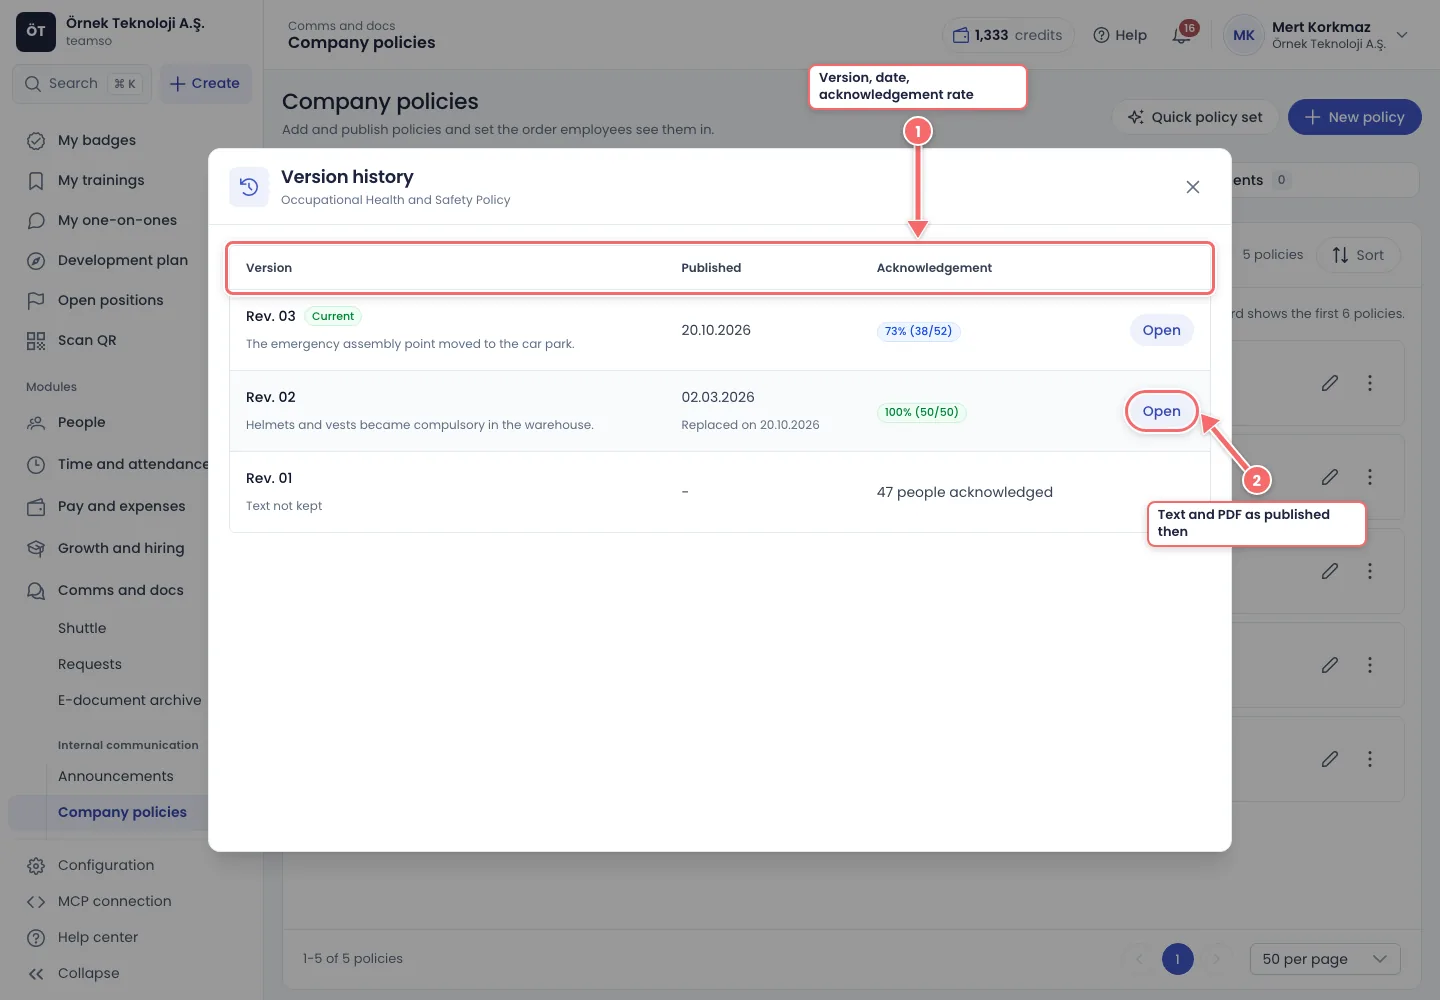 ÖT
Örnek Teknoloji A.Ş.
teamso
Search ⌘ K
Create
My badges
My trainings
My one-on-ones
Development plan
Open positions
Scan QR
Modules
People
Time and attendance
Pay and expenses
Growth and hiring
Comms and docs
Shuttle
Requests
E-document archive
Internal communication
Announcements
Company policies
Configuration
MCP connection
Help center
Collapse
Comms and docs
Company policies
1,333 credits
Help
16
MK
Mert Korkmaz
Örnek Teknoloji A.Ş.
Company policies
Add and publish policies and set the order employees see them in.
Quick policy set
New policy
ents 0
5 policies
Sort
rd shows the first 6 policies.
Version, date,
acknowledgement rate
1
Version history
Occupational Health and Safety Policy
Version Published Acknowledgement
Rev. 03 Current
The emergency assembly point moved to the car park.
20.10.2026
73% (38/52)
Open
Rev. 02
Helmets and vests became compulsory in the warehouse.
02.03.2026
Replaced on 20.10.2026
100% (50/50)
Open
2
Text and PDF as published
then
Rev. 01
Text not kept
-
47 people acknowledged
1-5 of 5 policies
1
50 per page